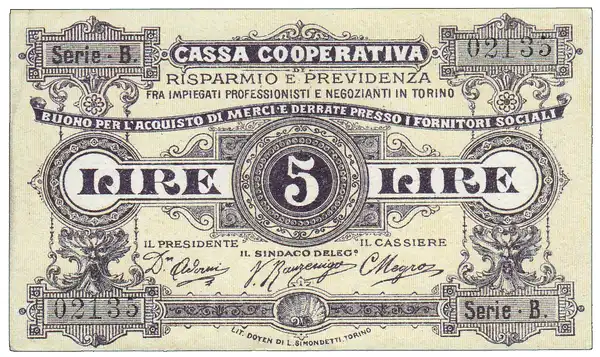 Serie - B.
CASSA COOPERATIVA
02135
DI
RISPARMIO E PREVIDENZA
FRA IMPIEGATI PROFESSIONISTI E NEGOZIANTI IN TORINO
BUONO PER L'ACQUISTO DI MERCI E DERRATE PRESSO I FORNITORI SOCIALI
LIRE 5 LIRE
IL PRESIDENTE
IL SINDACO DELEGº
IL CASSIERE
C Megro
02135
Serie - B.
LIT. DOYEN DI L. SIMONDETTI, TORINO